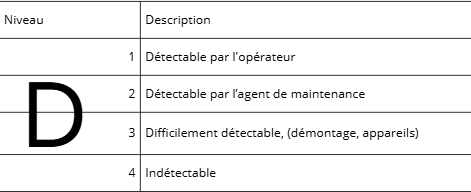 Niveau Description
1 Détectable par l'opérateur
2 Détectable par l’agent de maintenance
D
3 Difficilement détectable, (démontage, appareils)
4 Indétectable